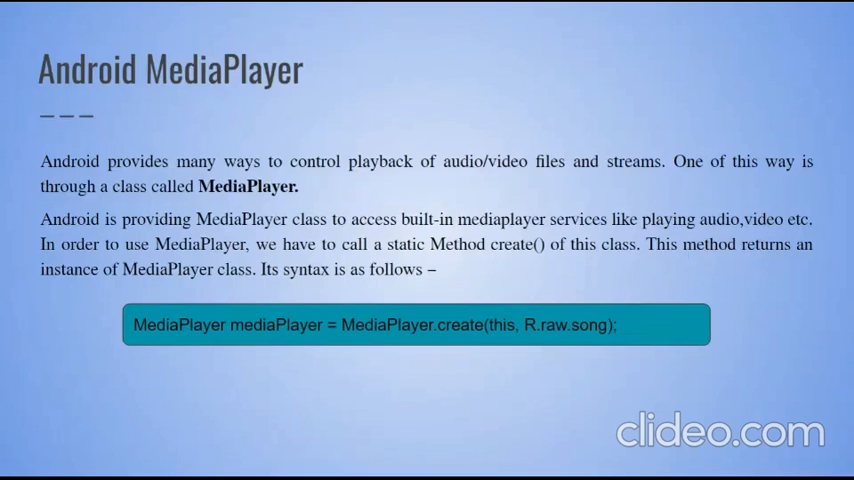 Android MediaPlayer
Android provides many ways to control playback of audio/video files and streams. One of this way is
through a class called MediaPlayer.
Android is providing MediaPlayer class to access built-in mediaplayer services like playing audio,video etc.
In order to use MediaPlayer, we have to call a static Method create() of this class. This method returns an
instance of MediaPlayer class. Its syntax is as follows −
MediaPlayer mediaPlayer = MediaPlayer.create(this, R.raw.song);
clideo.com